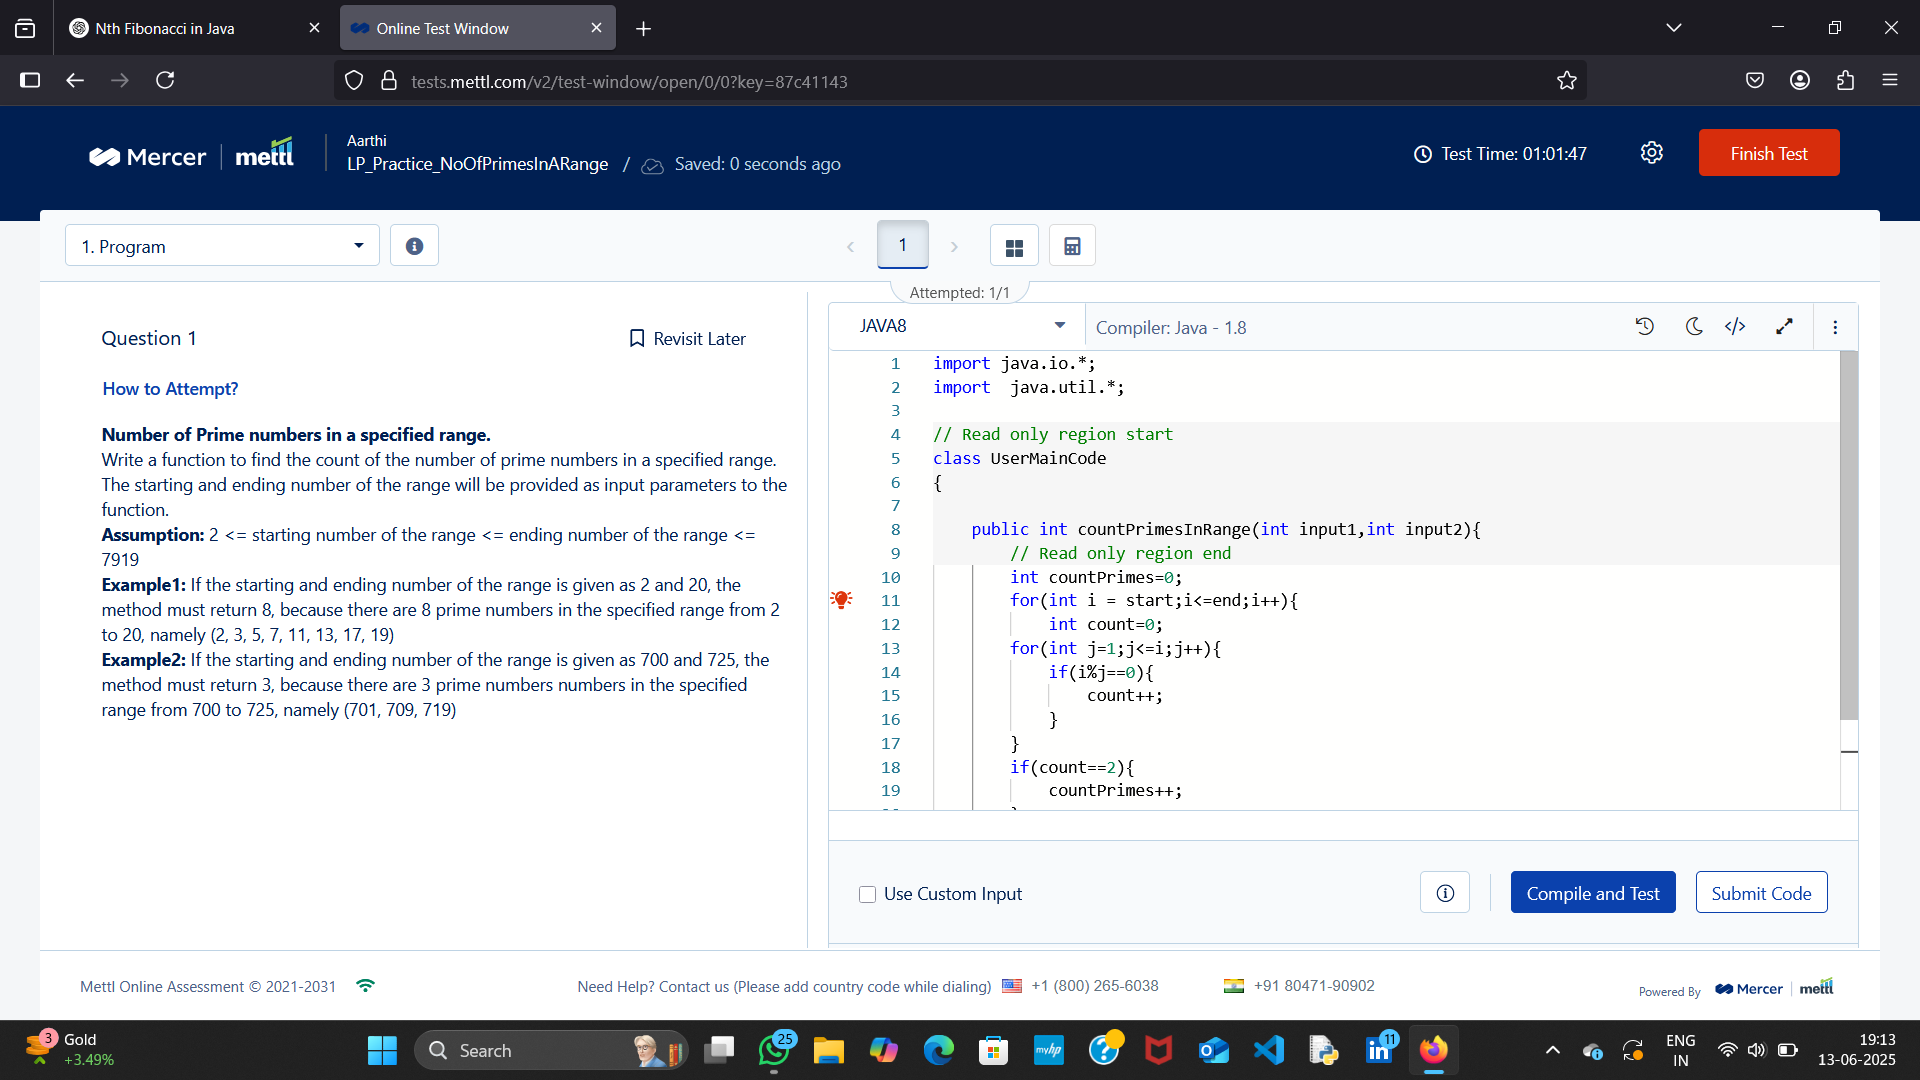 Nth Fibonacci in Java
Online Test Window
tests.mettl.com/v2/test-window/open/0/0?key=87c41143
Mercer
mettl
Aarthi
LP_Practice_NoOfPrimesInARange / Saved: 0 seconds ago
Test Time: 01:01:47
Finish Test
1. Program
1
Attempted: 1/1
Question 1
Revisit Later
How to Attempt?
Number of Prime numbers in a specified range.
Write a function to find the count of the number of prime numbers in a specified range.
The starting and ending number of the range will be provided as input parameters to the
function.
Assumption: 2 <= starting number of the range <= ending number of the range <=
7919
Example1: If the starting and ending number of the range is given as 2 and 20, the
method must return 8, because there are 8 prime numbers in the specified range from 2
to 20, namely (2, 3, 5, 7, 11, 13, 17, 19)
Example2: If the starting and ending number of the range is given as 700 and 725, the
method must return 3, because there are 3 prime numbers numbers in the specified
range from 700 to 725, namely (701, 709, 719)
JAVA8
Compiler: Java - 1.8
1 import java.io.*;
2 import  java.util.*;
3
4 // Read only region start
5 class UserMainCode
6 {
7
8     public int countPrimesInRange(int input1,int input2){
9         // Read only region end
10         int countPrimes=0;
11         for(int i = start;i<=end;i++){
12             int count=0;
13         for(int j=1;j<=i;j++){
14             if(i%j==0){
15                 count++;
16             }
17         }
18         if(count==2){
19             countPrimes++;
Use Custom Input
Compile and Test
Submit Code
Mettl Online Assessment © 2021-2031
Need Help? Contact us (Please add country code while dialing) +1 (800) 265-6038
+91 80471-90902
Powered By
Mercer
mettl
3
Gold
+3.49%
Search
25
myhp
11
ENG
IN
19:13
13-06-2025